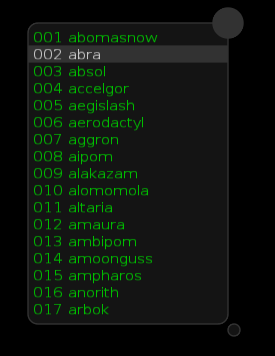 001 abomasnow
002 abra
003 absol
004 accelgor
005 aegislash
006 aerodactyl
007 aggron
008 aipom
009 alakazam
010 alomomola
011 altaria
012 amaura
013 ambipom
014 amoonguss
015 ampharos
016 anorith
017 arbok